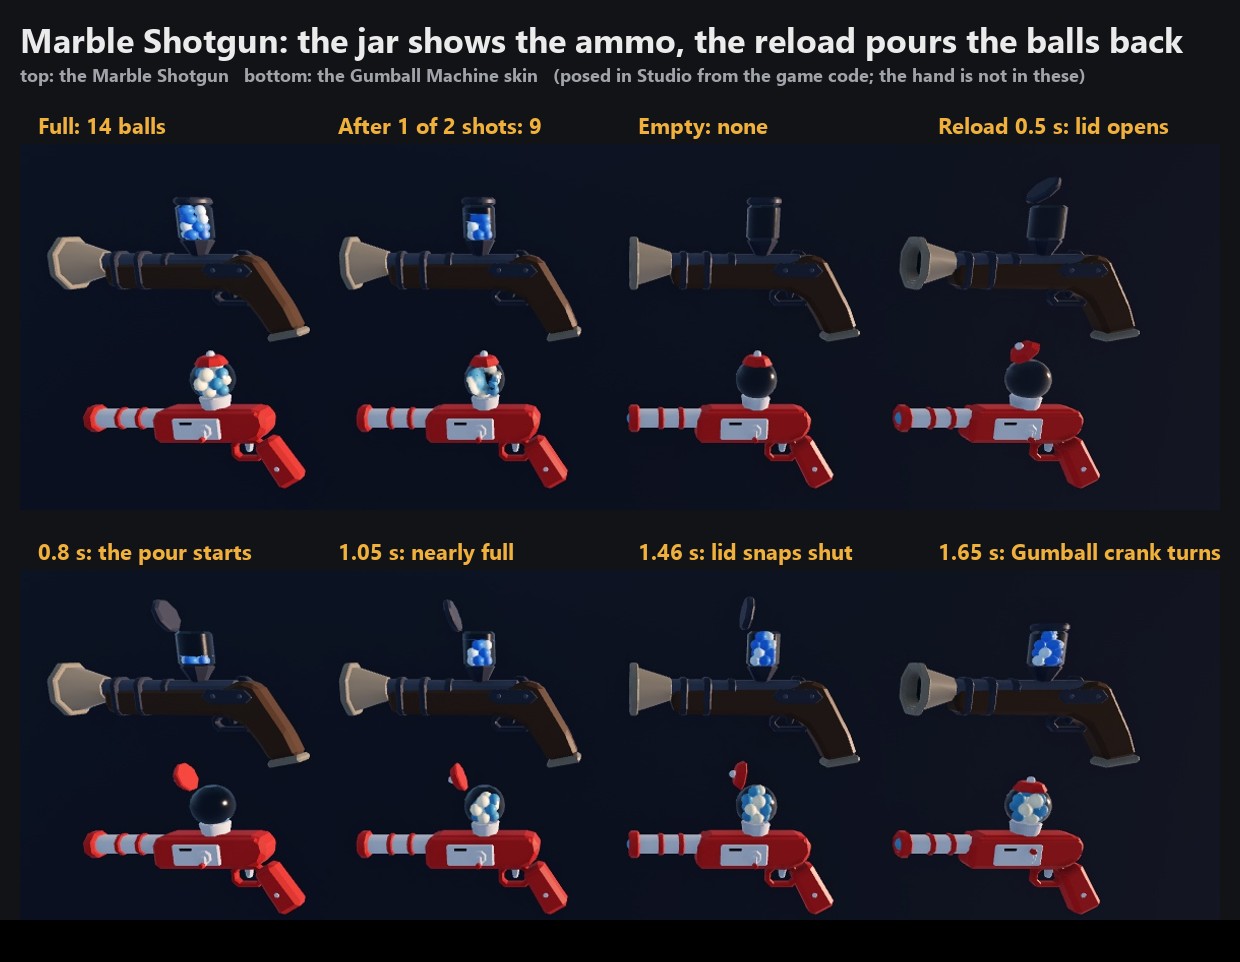 Marble Shotgun: the jar shows the ammo, the reload pours the balls back
top: the Marble Shotgun   bottom: the Gumball Machine skin   (posed in Studio from the game code; the hand is not in these)
Full: 14 balls
After 1 of 2 shots: 9
Empty: none
Reload 0.5 s: lid opens
0.8 s: the pour starts
1.05 s: nearly full
1.46 s: lid snaps shut
1.65 s: Gumball crank turns